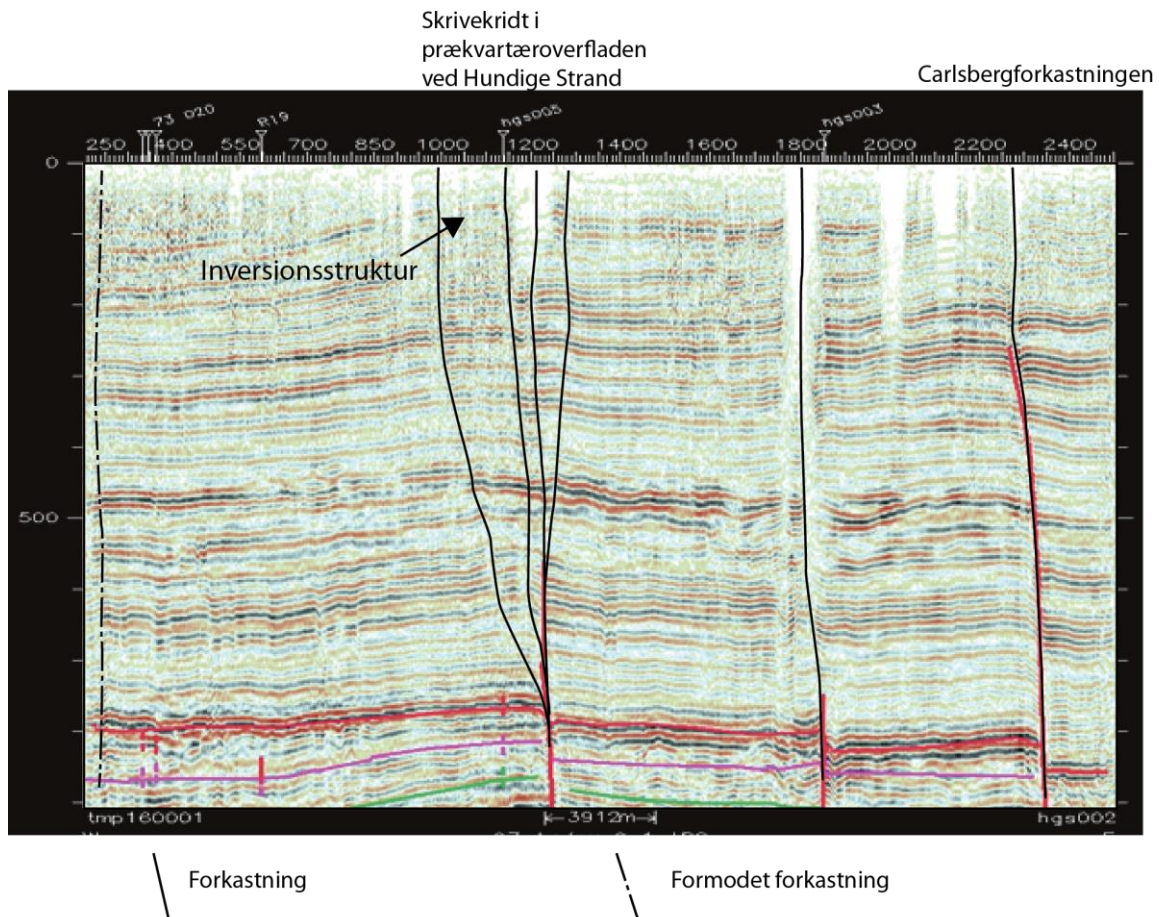 Skrivekridt i
prækvartæroverfladen
ved Hundige Strand
Carlsbergforkastningen
73 020 R19 hgs005 hgs003
250 400 550 700 850 1000 1200 1400 1600 1800 2000 2200 2400
0
Inversionsstruktur
500
tmp160001 3912m hgs002
Forkastning
Formodet forkastning